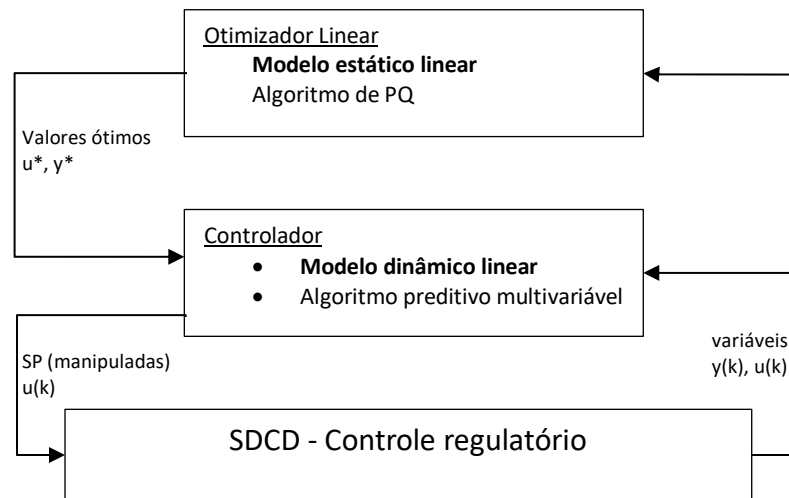 Otimizador Linear
Modelo estático linear
Algoritmo de PQ
Valores ótimos
u*, y*
Controlador
• Modelo dinâmico linear
• Algoritmo preditivo multivariável
SP (manipuladas)
u(k)
variáveis
y(k), u(k)
SDCD - Controle regulatório